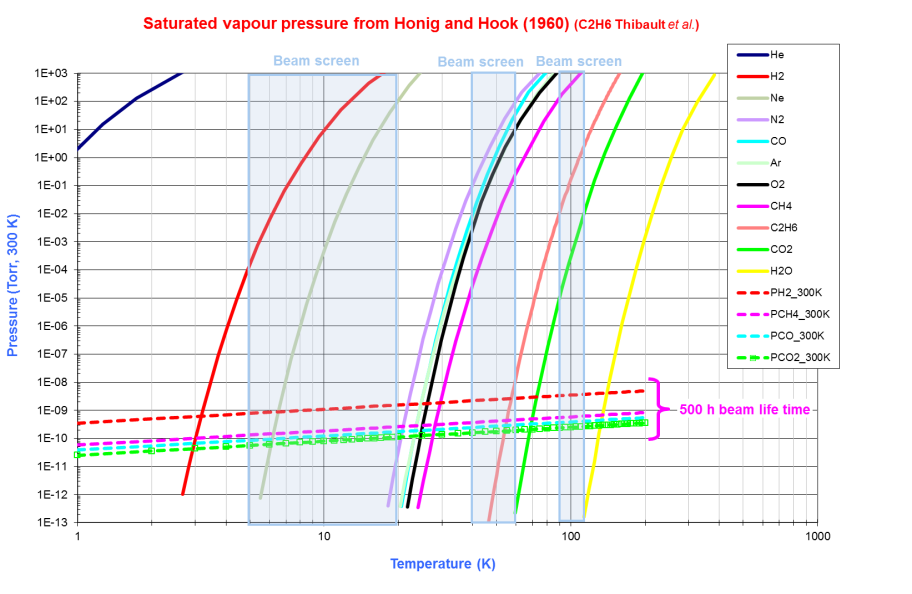 Saturated vapour pressure from Honig and Hook (1960) (C2H6 Thibault et al.)
Beam screen
Beam screen
Beam screen
He
H2
Ne
N2
CO
Ar
O2
CH4
C2H6
CO2
H2O
PH2_300K
PCH4_300K
PCO_300K
PCO2_300K
Pressure (Torr, 300 K)
1E+03
1E+02
1E+01
1E+00
1E-01
1E-02
1E-03
1E-04
1E-05
1E-06
1E-07
1E-08
1E-09
1E-10
1E-11
1E-12
1E-13
500 h beam life time
1
10
100
1000
Temperature (K)